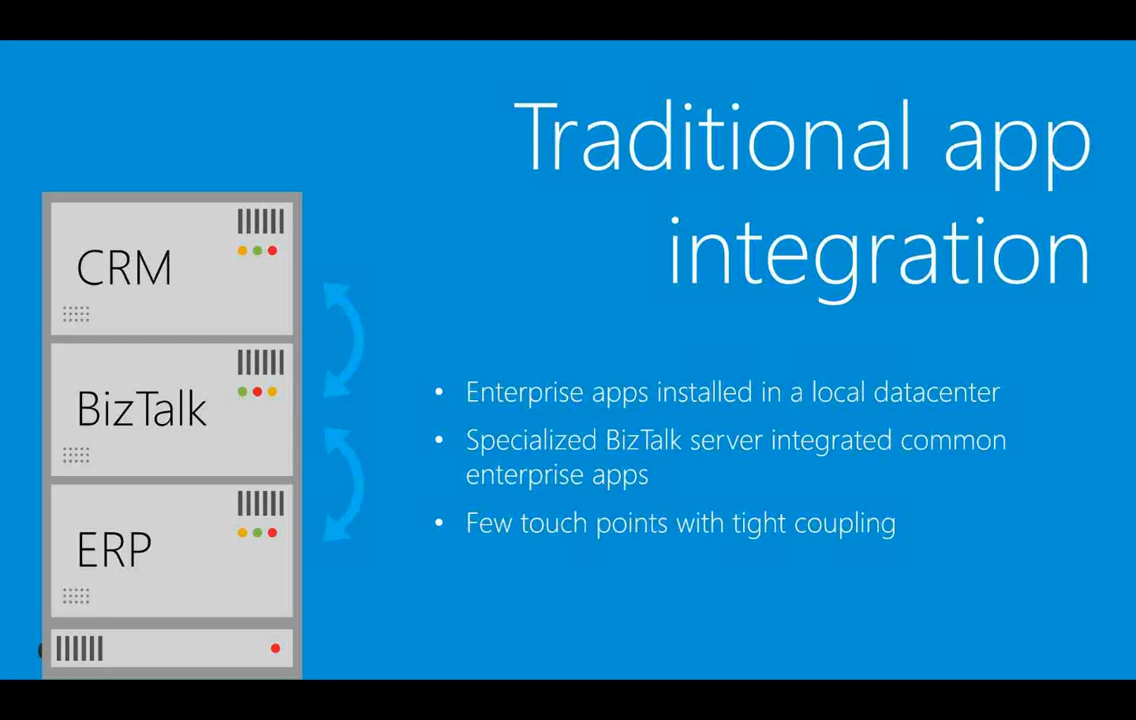 Traditional app
integration
CRM
BizTalk
ERP
• Enterprise apps installed in a local datacenter
• Specialized BizTalk server integrated common
enterprise apps
• Few touch points with tight coupling